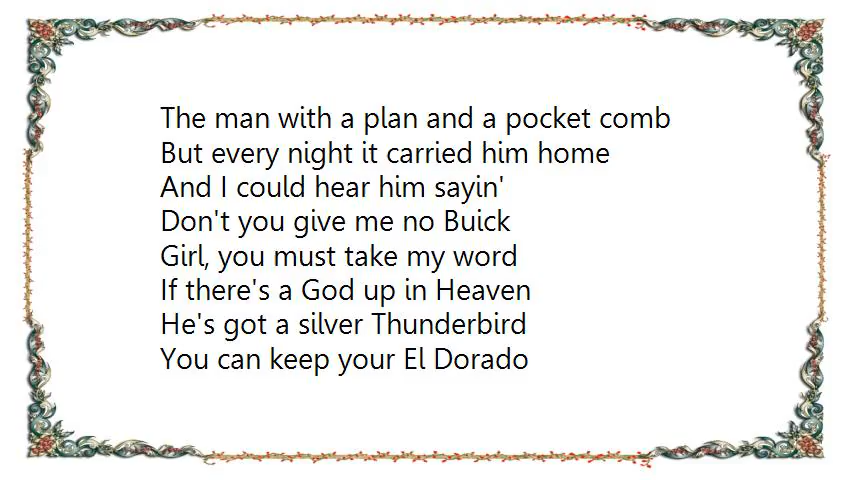 The man with a plan and a pocket comb
But every night it carried him home
And I could hear him sayin'
Don't you give me no Buick
Girl, you must take my word
If there's a God up in Heaven
He's got a silver Thunderbird
You can keep your El Dorado